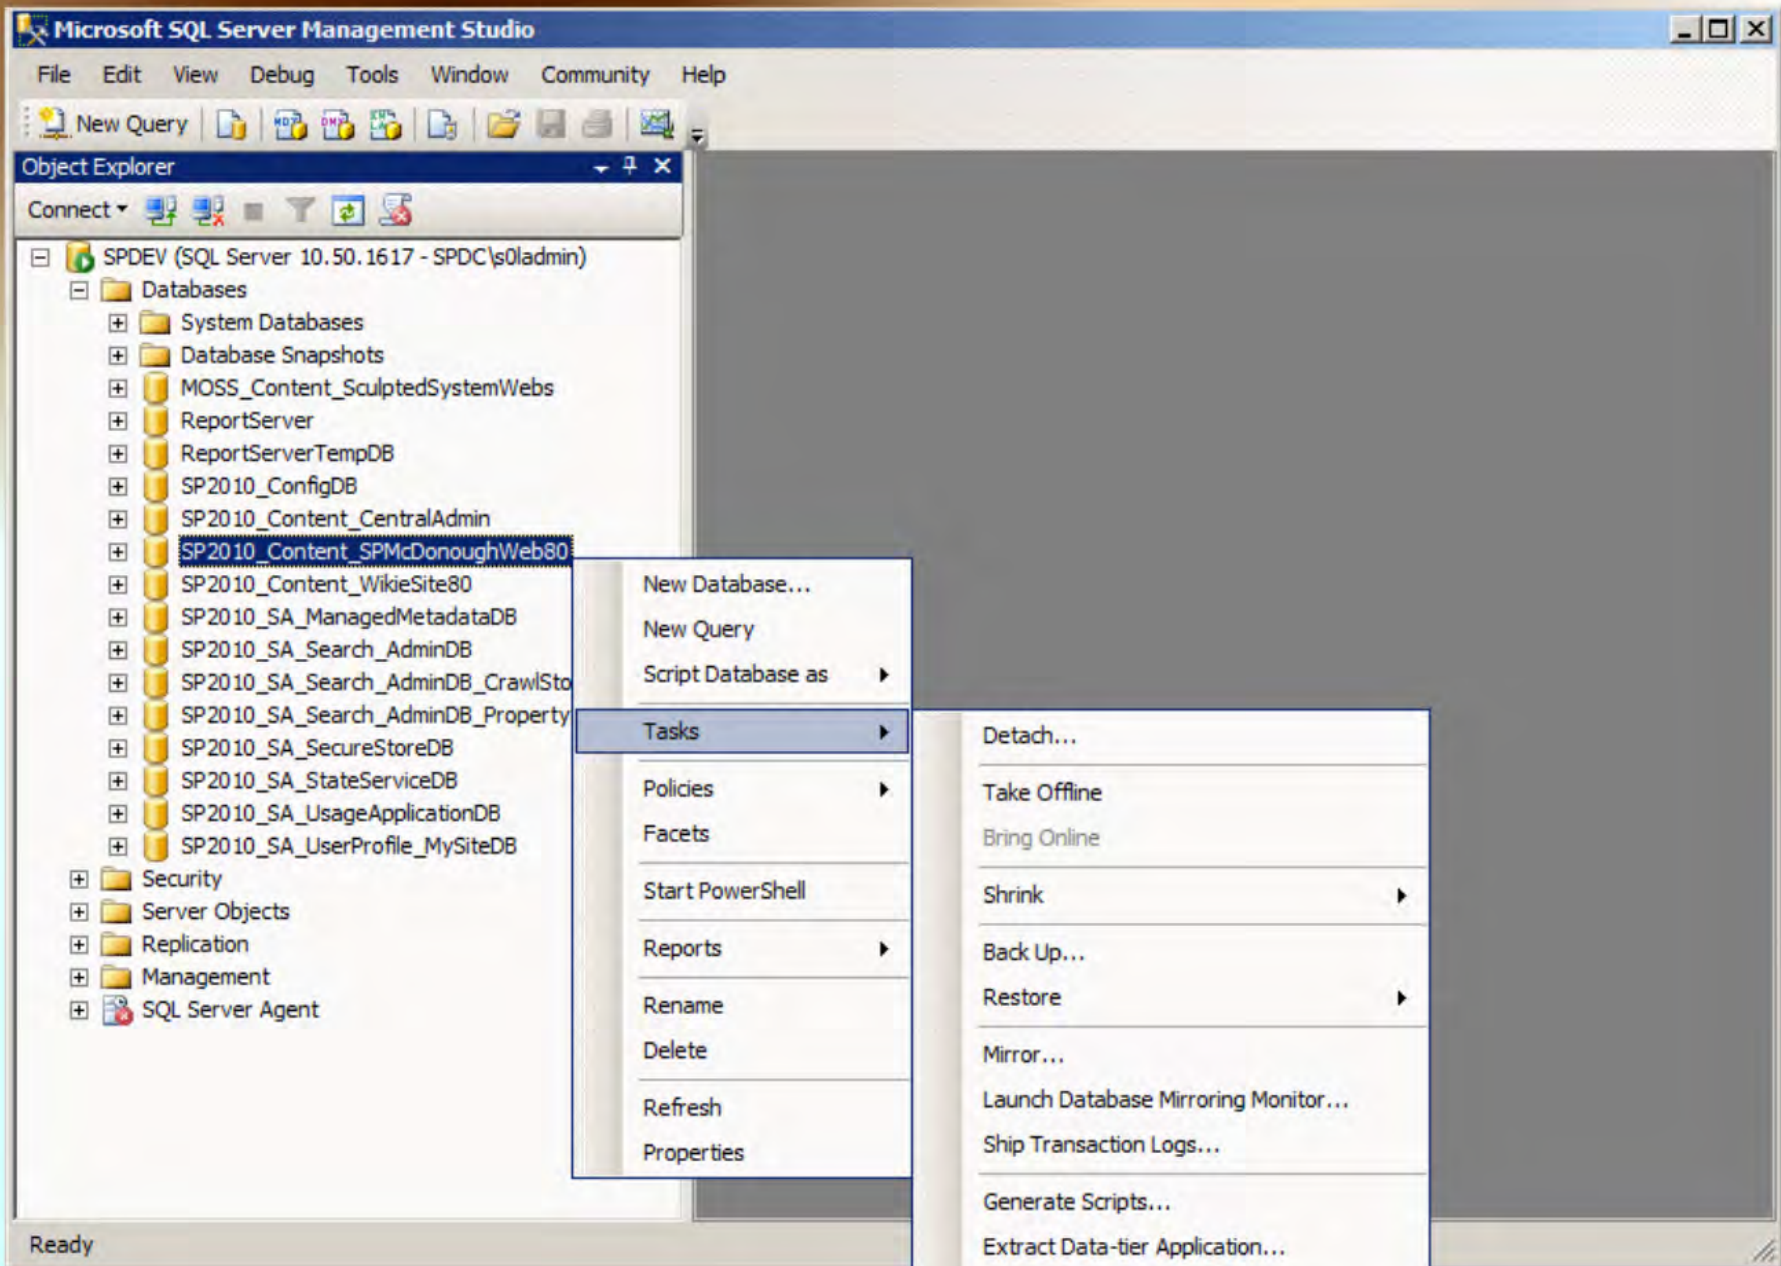 Microsoft SQL Server Management Studio
File Edit View Debug Tools Window Community Help
New Query MDX DMX
Object Explorer
Connect
SPDEV (SQL Server 10.50.1617 - SPDC\s0ladmin)
Databases
System Databases
Database Snapshots
MOSS_Content_SculptedSystemWebs
ReportServer
ReportServerTempDB
SP2010_ConfigDB
SP2010_Content_CentralAdmin
SP2010_Content_SPMcDonoughWeb80
SP2010_Content_WikieSite80
SP2010_SA_ManagedMetadataDB
SP2010_SA_Search_AdminDB
SP2010_SA_Search_AdminDB_CrawlSto
SP2010_SA_Search_AdminDB_Property
SP2010_SA_SecureStoreDB
SP2010_SA_StateServiceDB
SP2010_SA_UsageApplicationDB
SP2010_SA_UserProfile_MySiteDB
Security
Server Objects
Replication
Management
SQL Server Agent
New Database...
New Query
Script Database as
Tasks
Policies
Facets
Start PowerShell
Reports
Rename
Delete
Refresh
Properties
Detach...
Take Offline
Bring Online
Shrink
Back Up...
Restore
Mirror...
Launch Database Mirroring Monitor...
Ship Transaction Logs...
Generate Scripts...
Extract Data-tier Application...
Ready